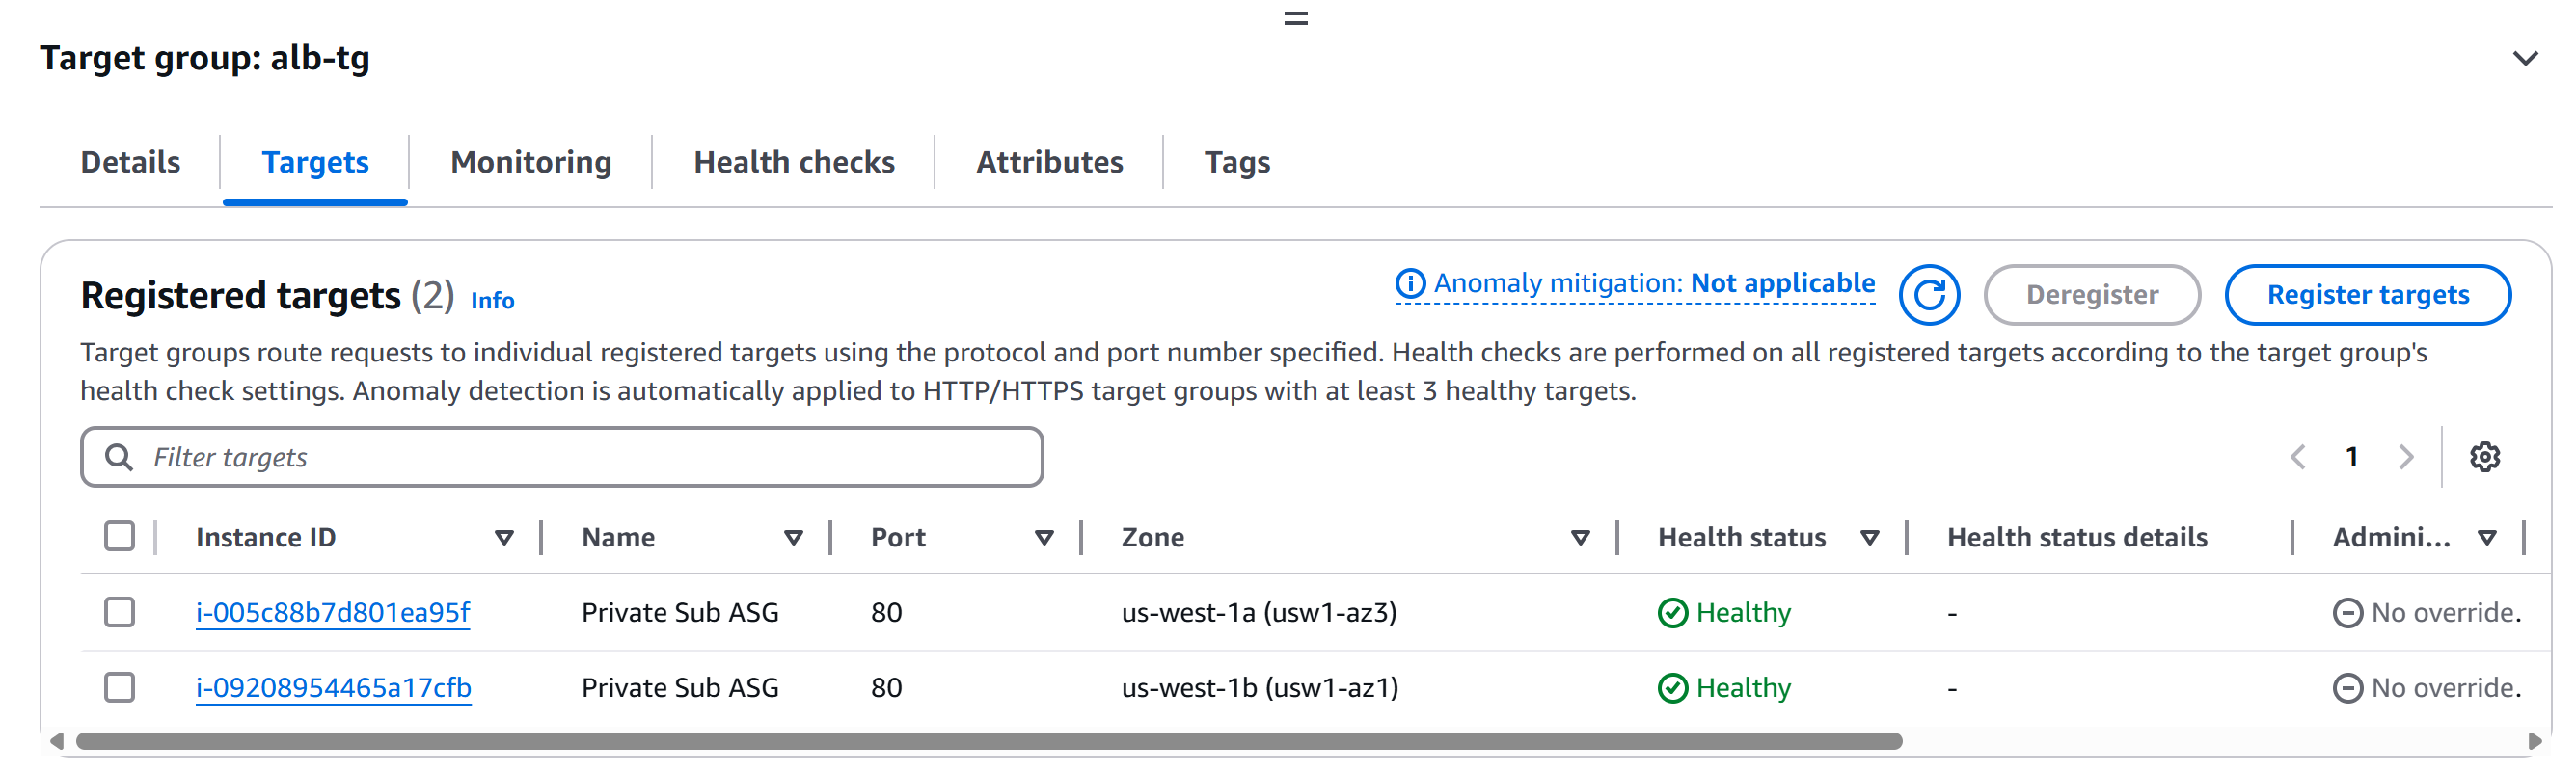 Target group: alb-tg
Details
Targets
Monitoring
Health checks
Attributes
Tags
Registered targets (2) Info
Anomaly mitigation: Not applicable
Deregister
Register targets
Target groups route requests to individual registered targets using the protocol and port number specified. Health checks are performed on all registered targets according to the target group's
health check settings. Anomaly detection is automatically applied to HTTP/HTTPS target groups with at least 3 healthy targets.
Filter targets
1
Instance ID Name Port Zone Health status Health status details Admini...
i-005c88b7d801ea95f Private Sub ASG 80 us-west-1a (usw1-az3) Healthy - No override.
i-09208954465a17cfb Private Sub ASG 80 us-west-1b (usw1-az1) Healthy - No override.